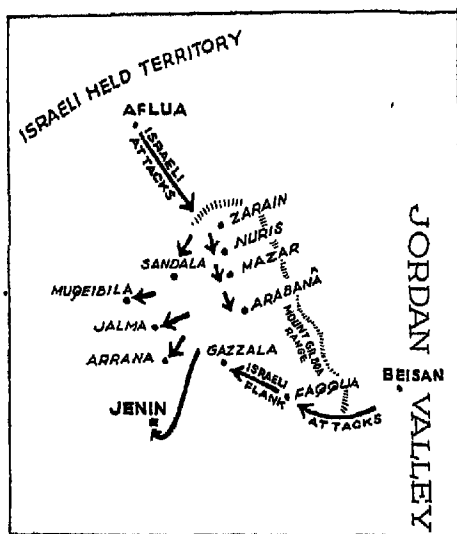 ISRAELI HELD TERRITORY
AFLUA
ISRAELI
ATTACKS
ZARAIN
NURIS
SANDALA
MAZAR
MUQEIBILA
ARABANA
JALMA
MOUNT GILBOA
RANGE
ARRANA
GAZZALA
BEISAN
ISRAELI
FLANK
FAQQUA
JENIN
ATTACKS
JORDAN VALLEY